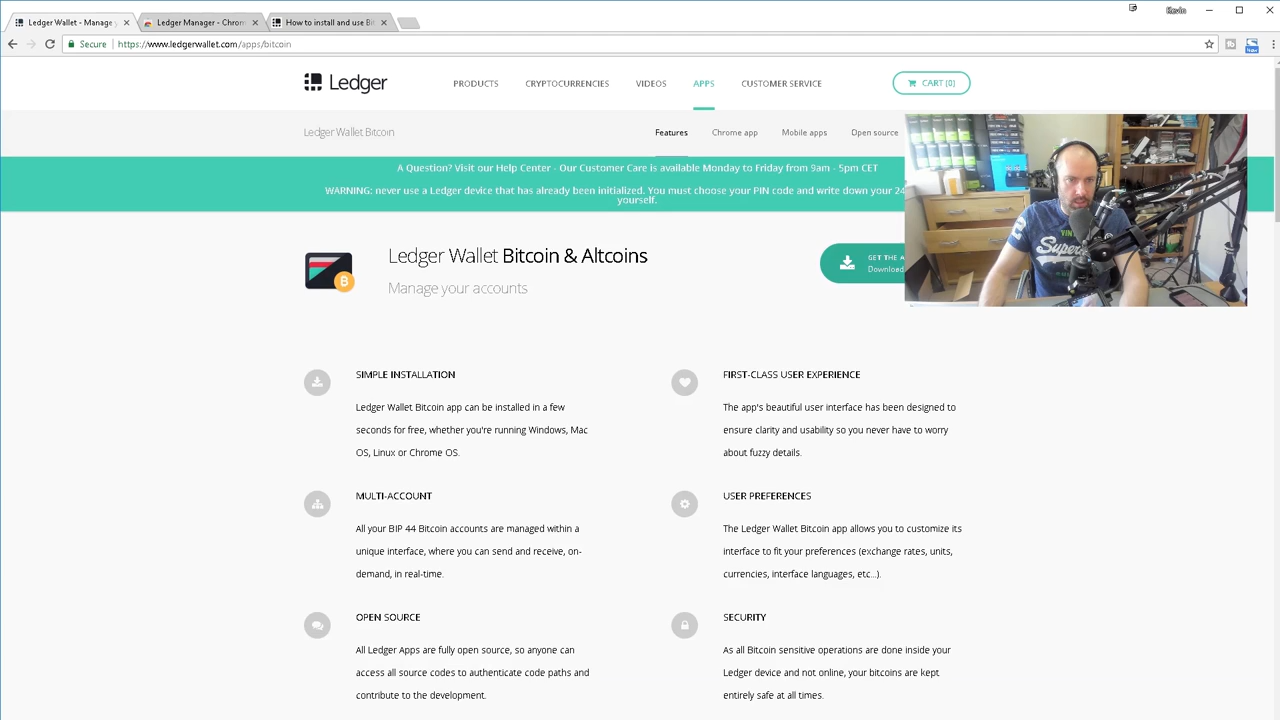 Ledger Wallet - Manage y
Ledger Manager - Chrom
How to install and use Bit
Kevin
Secure
https://www.ledgerwallet.com/apps/bitcoin
New
Ledger
PRODUCTS
CRYPTOCURRENCIES
VIDEOS
APPS
CUSTOMER SERVICE
CART (0)
Ledger Wallet Bitcoin
Features
Chrome app
Mobile apps
Open source
A Question? Visit our Help Center - Our Customer Care is available Monday to Friday from 9am - 5pm CET
WARNING: never use a Ledger device that has already been initialized. You must choose your PIN code and write down your 24
yourself.
Ledger Wallet Bitcoin & Altcoins
Manage your accounts
GET THE A
Download
SIMPLE INSTALLATION
Ledger Wallet Bitcoin app can be installed in a few
seconds for free, whether you're running Windows, Mac
OS, Linux or Chrome OS.
FIRST-CLASS USER EXPERIENCE
The app's beautiful user interface has been designed to
ensure clarity and usability so you never have to worry
about fuzzy details.
MULTI-ACCOUNT
All your BIP 44 Bitcoin accounts are managed within a
unique interface, where you can send and receive, on-
demand, in real-time.
USER PREFERENCES
The Ledger Wallet Bitcoin app allows you to customize its
interface to fit your preferences (exchange rates, units,
currencies, interface languages, etc...).
OPEN SOURCE
All Ledger Apps are fully open source, so anyone can
access all source codes to authenticate code paths and
contribute to the development.
SECURITY
As all Bitcoin sensitive operations are done inside your
Ledger device and not online, your bitcoins are kept
entirely safe at all times.